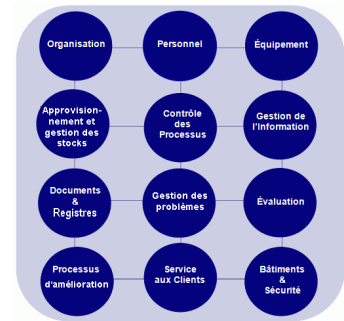 Organisation
Personnel
Équipement
Approvision-
nement et
gestion des
stocks
Contrôle
des
Processus
Gestion de
l'Information
Documents
&
Registres
Gestion des
problèmes
Évaluation
Processus
d'amélioration
Service
aux Clients
Bâtiments
&
Sécurité